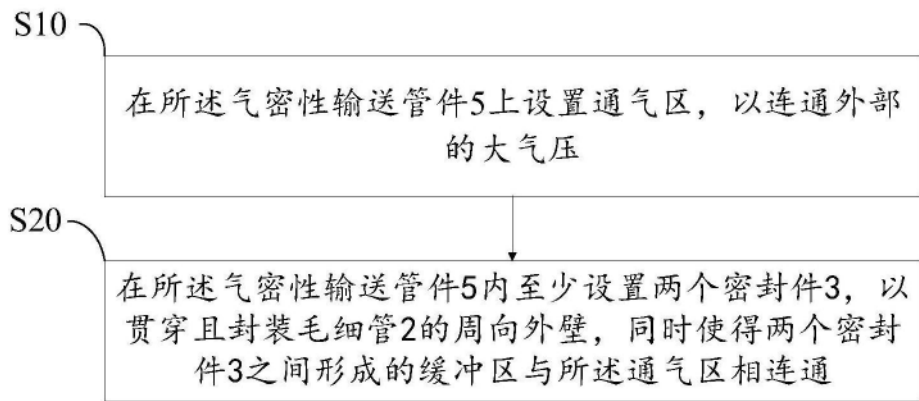 S10
在所述气密性输送管件5上设置通气区，以连通外部
的大气压
S20
在所述气密性输送管件5内至少设置两个密封件3，以
贯穿且封装毛细管2的周向外壁，同时使得两个密封
件3之间形成的缓冲区与所述通气区相连通